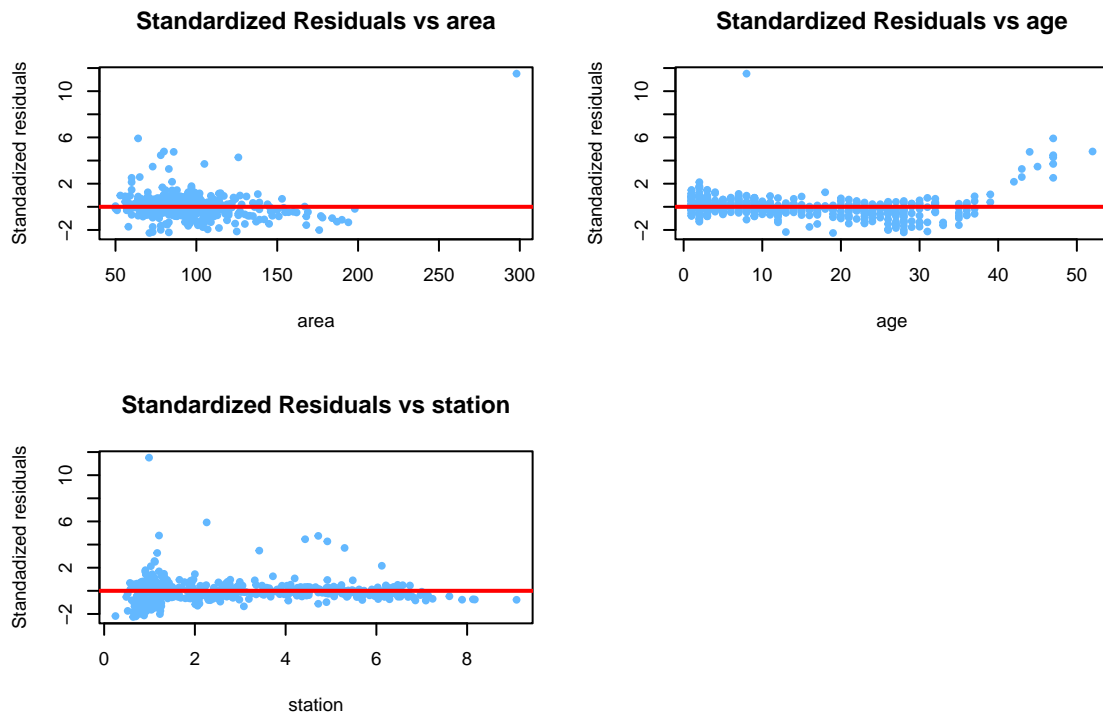 Standardized Residuals vs area
Standadized residuals
−2 2 6 10
50 100 150 200 250 300
area
Standardized Residuals vs age
Standadized residuals
−2 2 6 10
0 10 20 30 40 50
age
Standardized Residuals vs station
Standadized residuals
−2 2 6 10
0 2 4 6 8
station